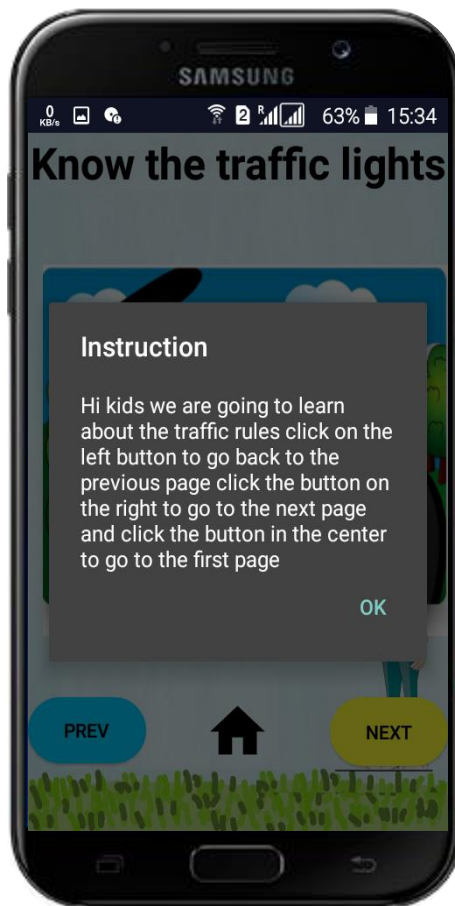 SAMSUNG
0
KB/s
2 R 63% 15:34
Know the traffic lights
Instruction
Hi kids we are going to learn
about the traffic rules click on the
left button to go back to the
previous page click the button on
the right to go to the next page
and click the button in the center
to go to the first page
OK
PREV
NEXT